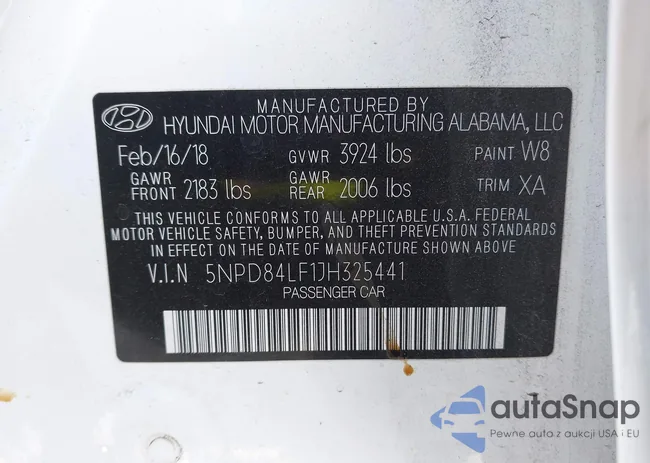 MANUFACTURED BY
HYUNDAI MOTOR MANUFACTURING ALABAMA, LLC
Feb/16/18 GVWR 3924 lbs PAINT W8
GAWR FRONT 2183 lbs GAWR REAR 2006 lbs TRIM XA
THIS VEHICLE CONFORMS TO ALL APPLICABLE U.S.A. FEDERAL
MOTOR VEHICLE SAFETY, BUMPER, AND THEFT PREVENTION STANDARDS
IN EFFECT ON THE DATE OF MANUFACTURE SHOWN ABOVE
V.I.N 5NPD84LF1JH325441
PASSENGER CAR
autaSnap
Pewne auta z aukcji USA i EU